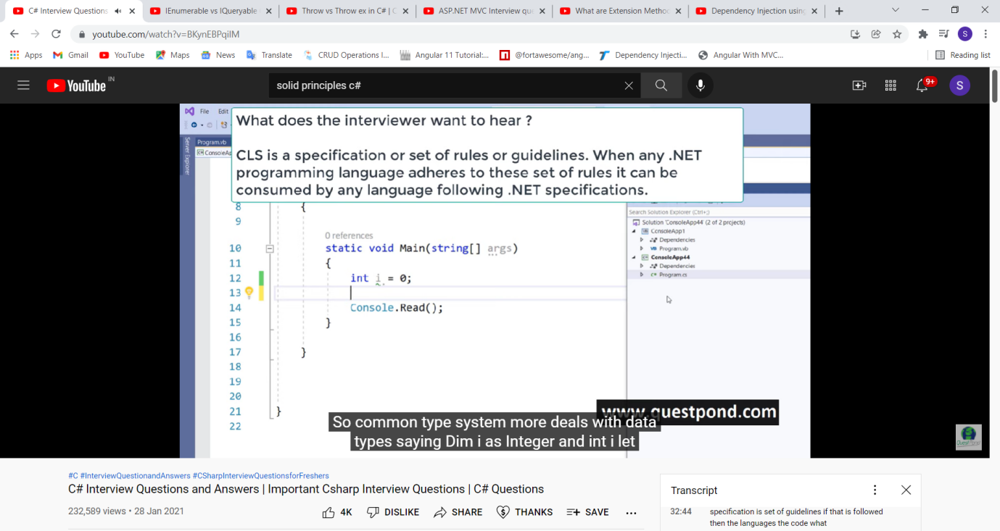 C# Interview Questions
IEnumerable vs IQueryable
Throw vs Throw ex in C# | C
ASP.NET MVC Interview que
What are Extension Method
Dependency Injection using
youtube.com/watch?v=BKynEBPqiIM
S
Apps
Gmail
YouTube
Maps
News
Translate
CRUD Operations I...
Angular 11 Tutorial:...
@fortawesome/ang...
Dependency Injecti...
Angular With MVC...
Reading list
YouTube IN
solid principles c#
9+
S
File
Edit
What does the interviewer want to hear ?
CLS is a specification or set of rules or guidelines. When any .NET
programming language adheres to these set of rules it can be
consumed by any language following .NET specifications.
Server Explorer
Program.vb
ConsoleAp
8 {
9
0 references
10 static void Main(string[] args)
11 {
12 int i = 0;
13
14 Console.Read();
15 }
16
17 }
18
19
20
21 }
22
Search Solution Explorer (Ctrl+;)
Solution 'ConsoleApp44' (2 of 2 projects)
ConsoleApp1
Dependencies
VB Program.vb
C# ConsoleApp44
Dependencies
C# Program.cs
www.questpond.com
So common type system more deals with data
types saying Dim i as Integer and int i let
QuestPond
#C #InterviewQuestionandAnswers #CSharpInterviewQuestionsforFreshers
C# Interview Questions and Answers | Important Csharp Interview Questions | C# Questions
232,589 views • 28 Jan 2021
4K
DISLIKE
SHARE
THANKS
SAVE
...
Transcript
32:44
specification is set of guidelines if that is followed
then the languages the code what